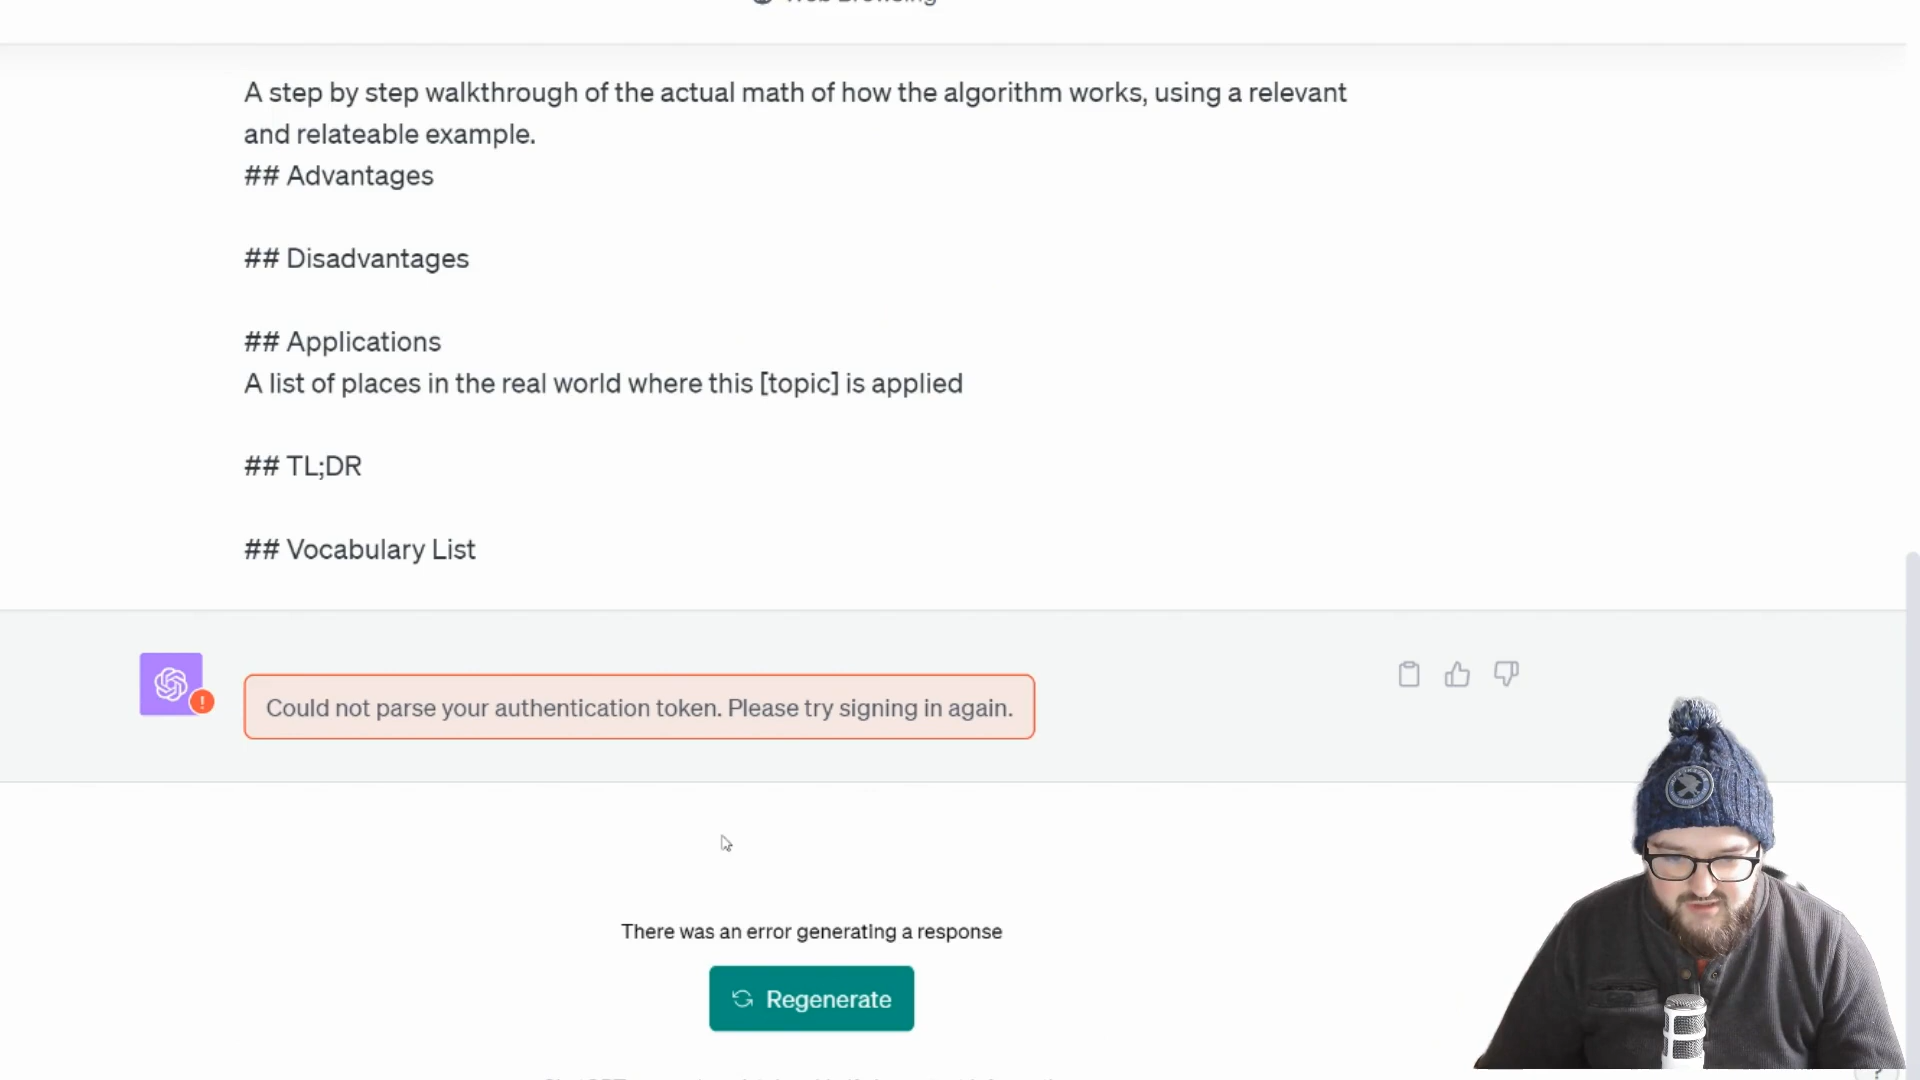 Web Browsing
A step by step walkthrough of the actual math of how the algorithm works, using a relevant
and relateable example.
## Advantages
## Disadvantages
## Applications
A list of places in the real world where this [topic] is applied
## TL;DR
## Vocabulary List
!
Could not parse your authentication token. Please try signing in again.
There was an error generating a response
Regenerate